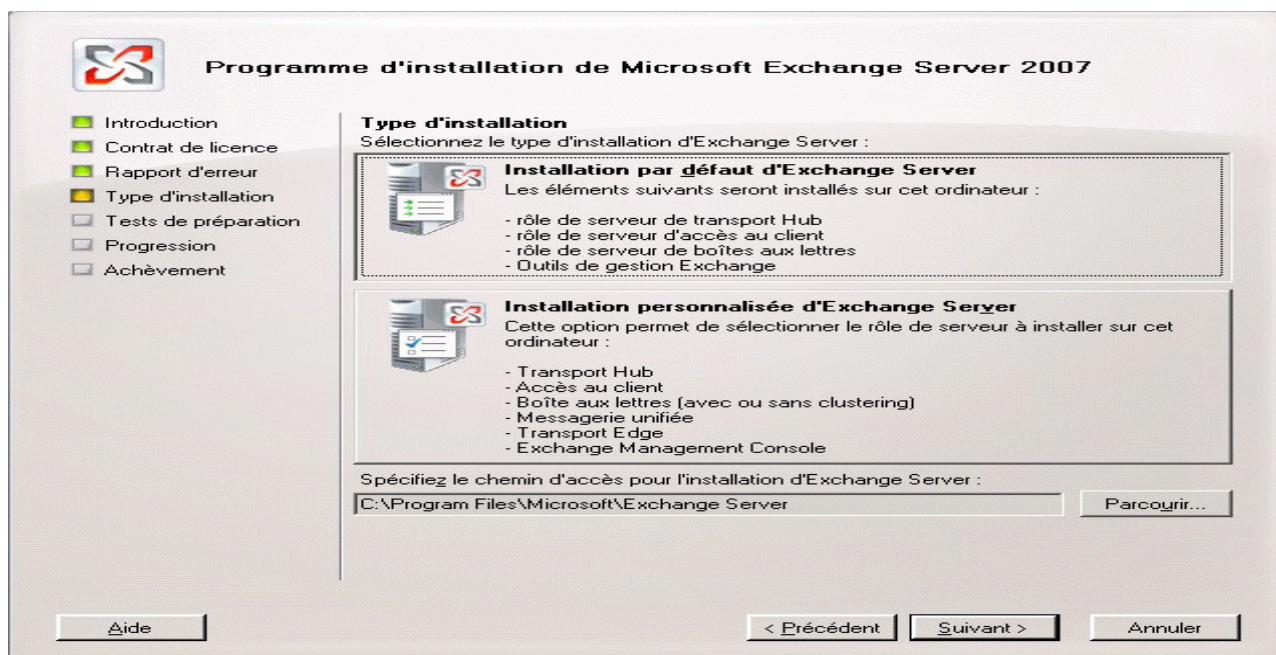 Programme d'installation de Microsoft Exchange Server 2007
Introduction
Contrat de licence
Rapport d'erreur
Type d'installation
Tests de préparation
Progression
Achèvement
Type d'installation
Sélectionnez le type d'installation d'Exchange Server :
Installation par défaut d'Exchange Server
Les éléments suivants seront installés sur cet ordinateur :
- rôle de serveur de transport Hub
- rôle de serveur d'accès au client
- rôle de serveur de boîtes aux lettres
- Outils de gestion Exchange
Installation personnalisée d'Exchange Server
Cette option permet de sélectionner le rôle de serveur à installer sur cet
ordinateur :
- Transport Hub
- Accès au client
- Boîte aux lettres (avec ou sans clustering)
- Messagerie unifiée
- Transport Edge
- Exchange Management Console
Spécifiez le chemin d'accès pour l'installation d'Exchange Server :
C:\Program Files\Microsoft\Exchange Server
Parcourir...
Aide
< Précédent
Suivant >
Annuler